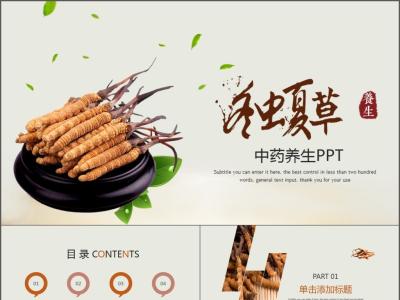 冬虫夏草
養生
中药养生PPT
Subtitle you can enter it here, the best control in less than two hundred
words, general text input. thank you for your use
目录 CONTENTS
01
02
03
04
PART 01
单击添加标题